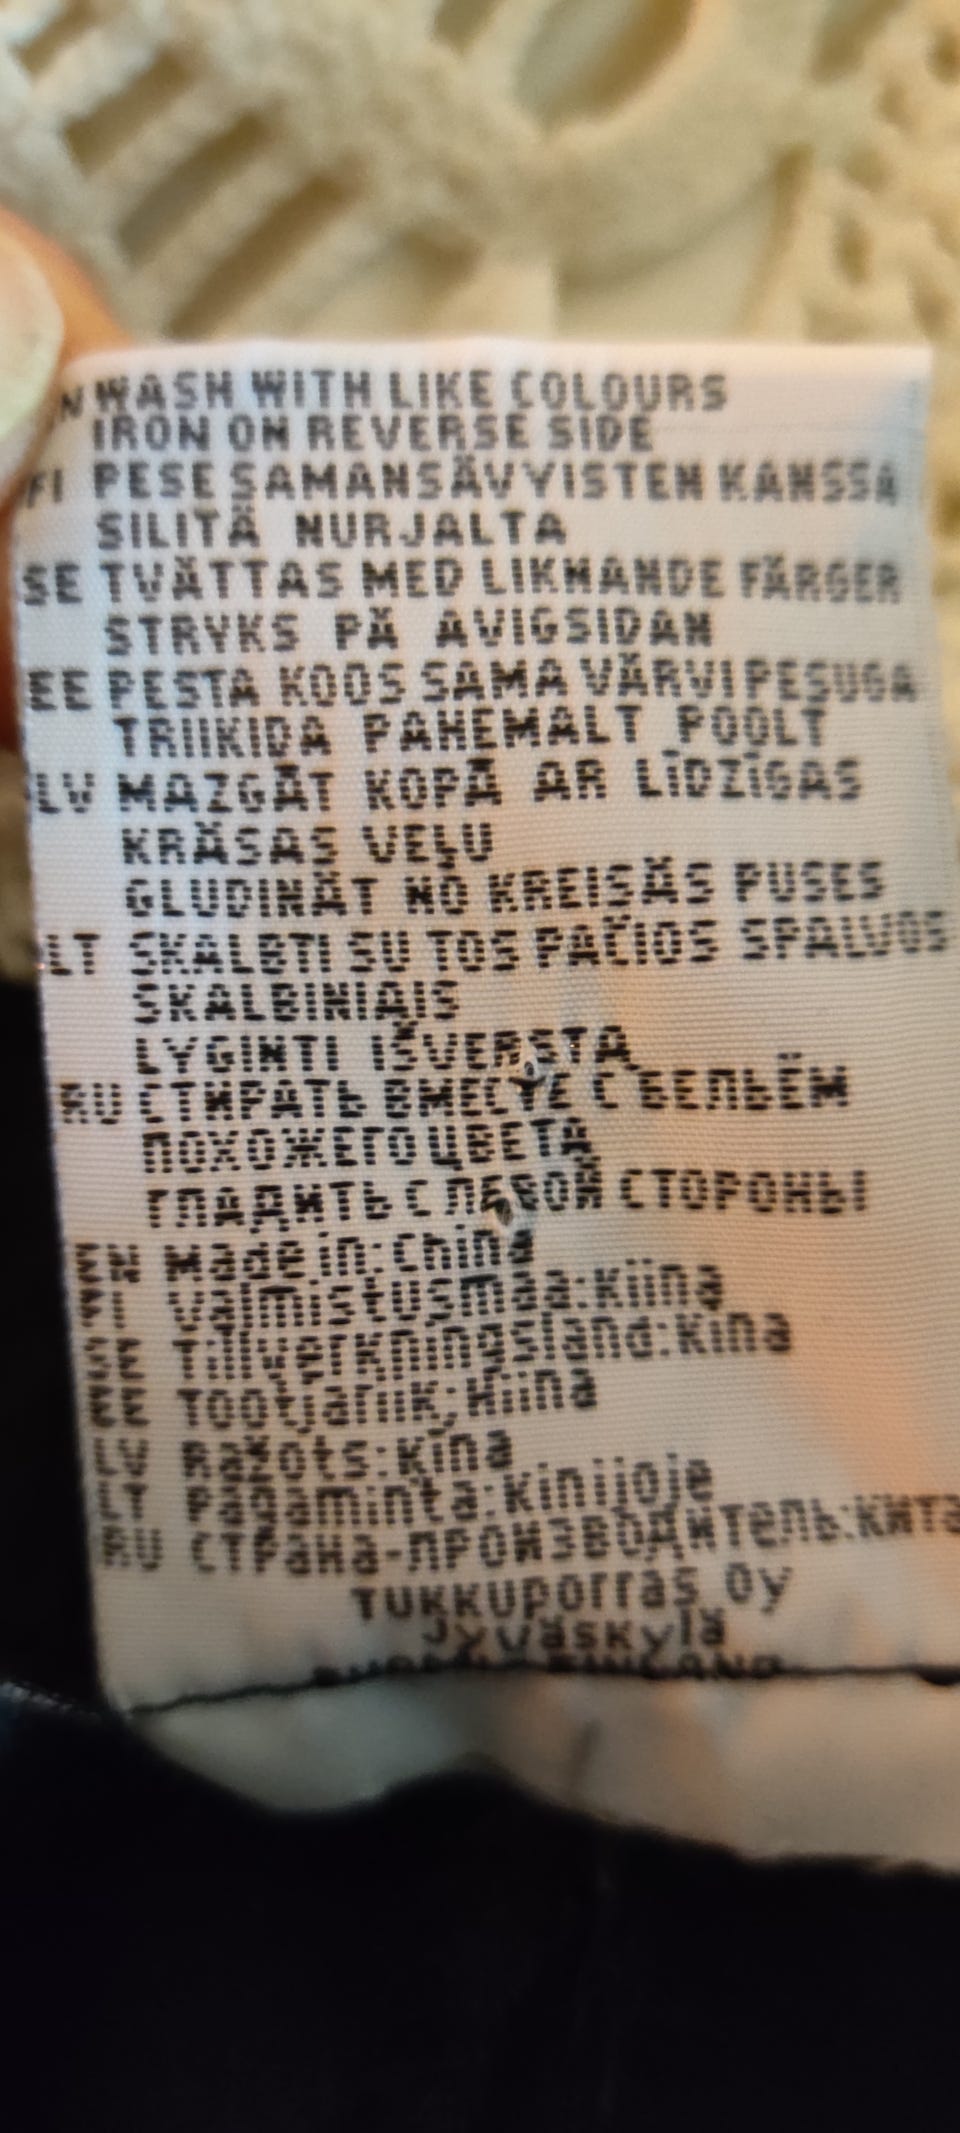 N WASH WITH LIKE COLOURS
IRON ON REVERSE SIDE
FI PESE SAMANSÄVYISTEN KANSSA
SILITÄ NURJALTA
SE TVÄTTAS MED LIKNANDE FÄRGER
STRYKS PÅ AVIGSIDAN
EE PESTA KOOS SAMA VÄRVI PESUGA
TRIIKIDA PAHEMALT POOLT
LV MAZGĀT KOPĀ AR LĪDZĪGAS
KRĀSAS VEĻU
GLUDINĀT NO KREISĀS PUSES
LT SKALBTI SU TOS PAČIOS SPALVOS
SKALBINIAIS
LYGINTI IŠVERSTĄ
RU СТИРАТЬ ВМЕСТЕ С БЕЛЬЁМ
ПОХОЖЕГО ЦВЕТА
ГЛАДИТЬ С ЛЕВОЙ СТОРОНЫ
EN Made in: China
FI Valmistusmaa: Kiina
SE Tillverkningsland: Kina
EE Tootjariik: Hiina
LV Ražots: Ķīna
LT Pagaminta: Kinijoje
RU Страна-производитель: Кита
Tukkuporras Oy
Jyväskylä